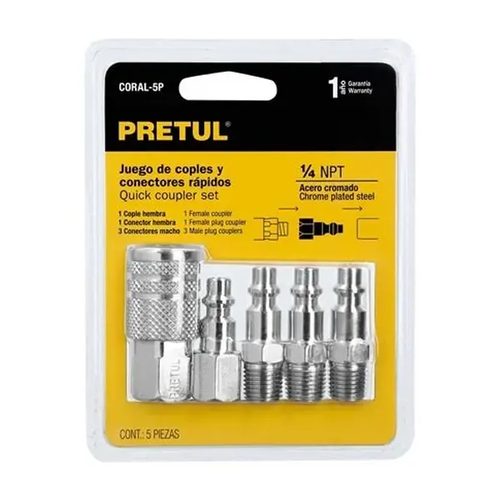 CORAL-5P
1 año Garantía Warranty
PRETUL®
Juego de coples y
conectores rápidos
Quick coupler set
1 Cople hembra
1 Conector hembra
3 Conectores macho
1 Female coupler
1 Female plug coupler
3 Male plug couplers
1/4 NPT
Acero cromado
Chrome plated steel
PRETUL
CONT.: 5 PIEZAS